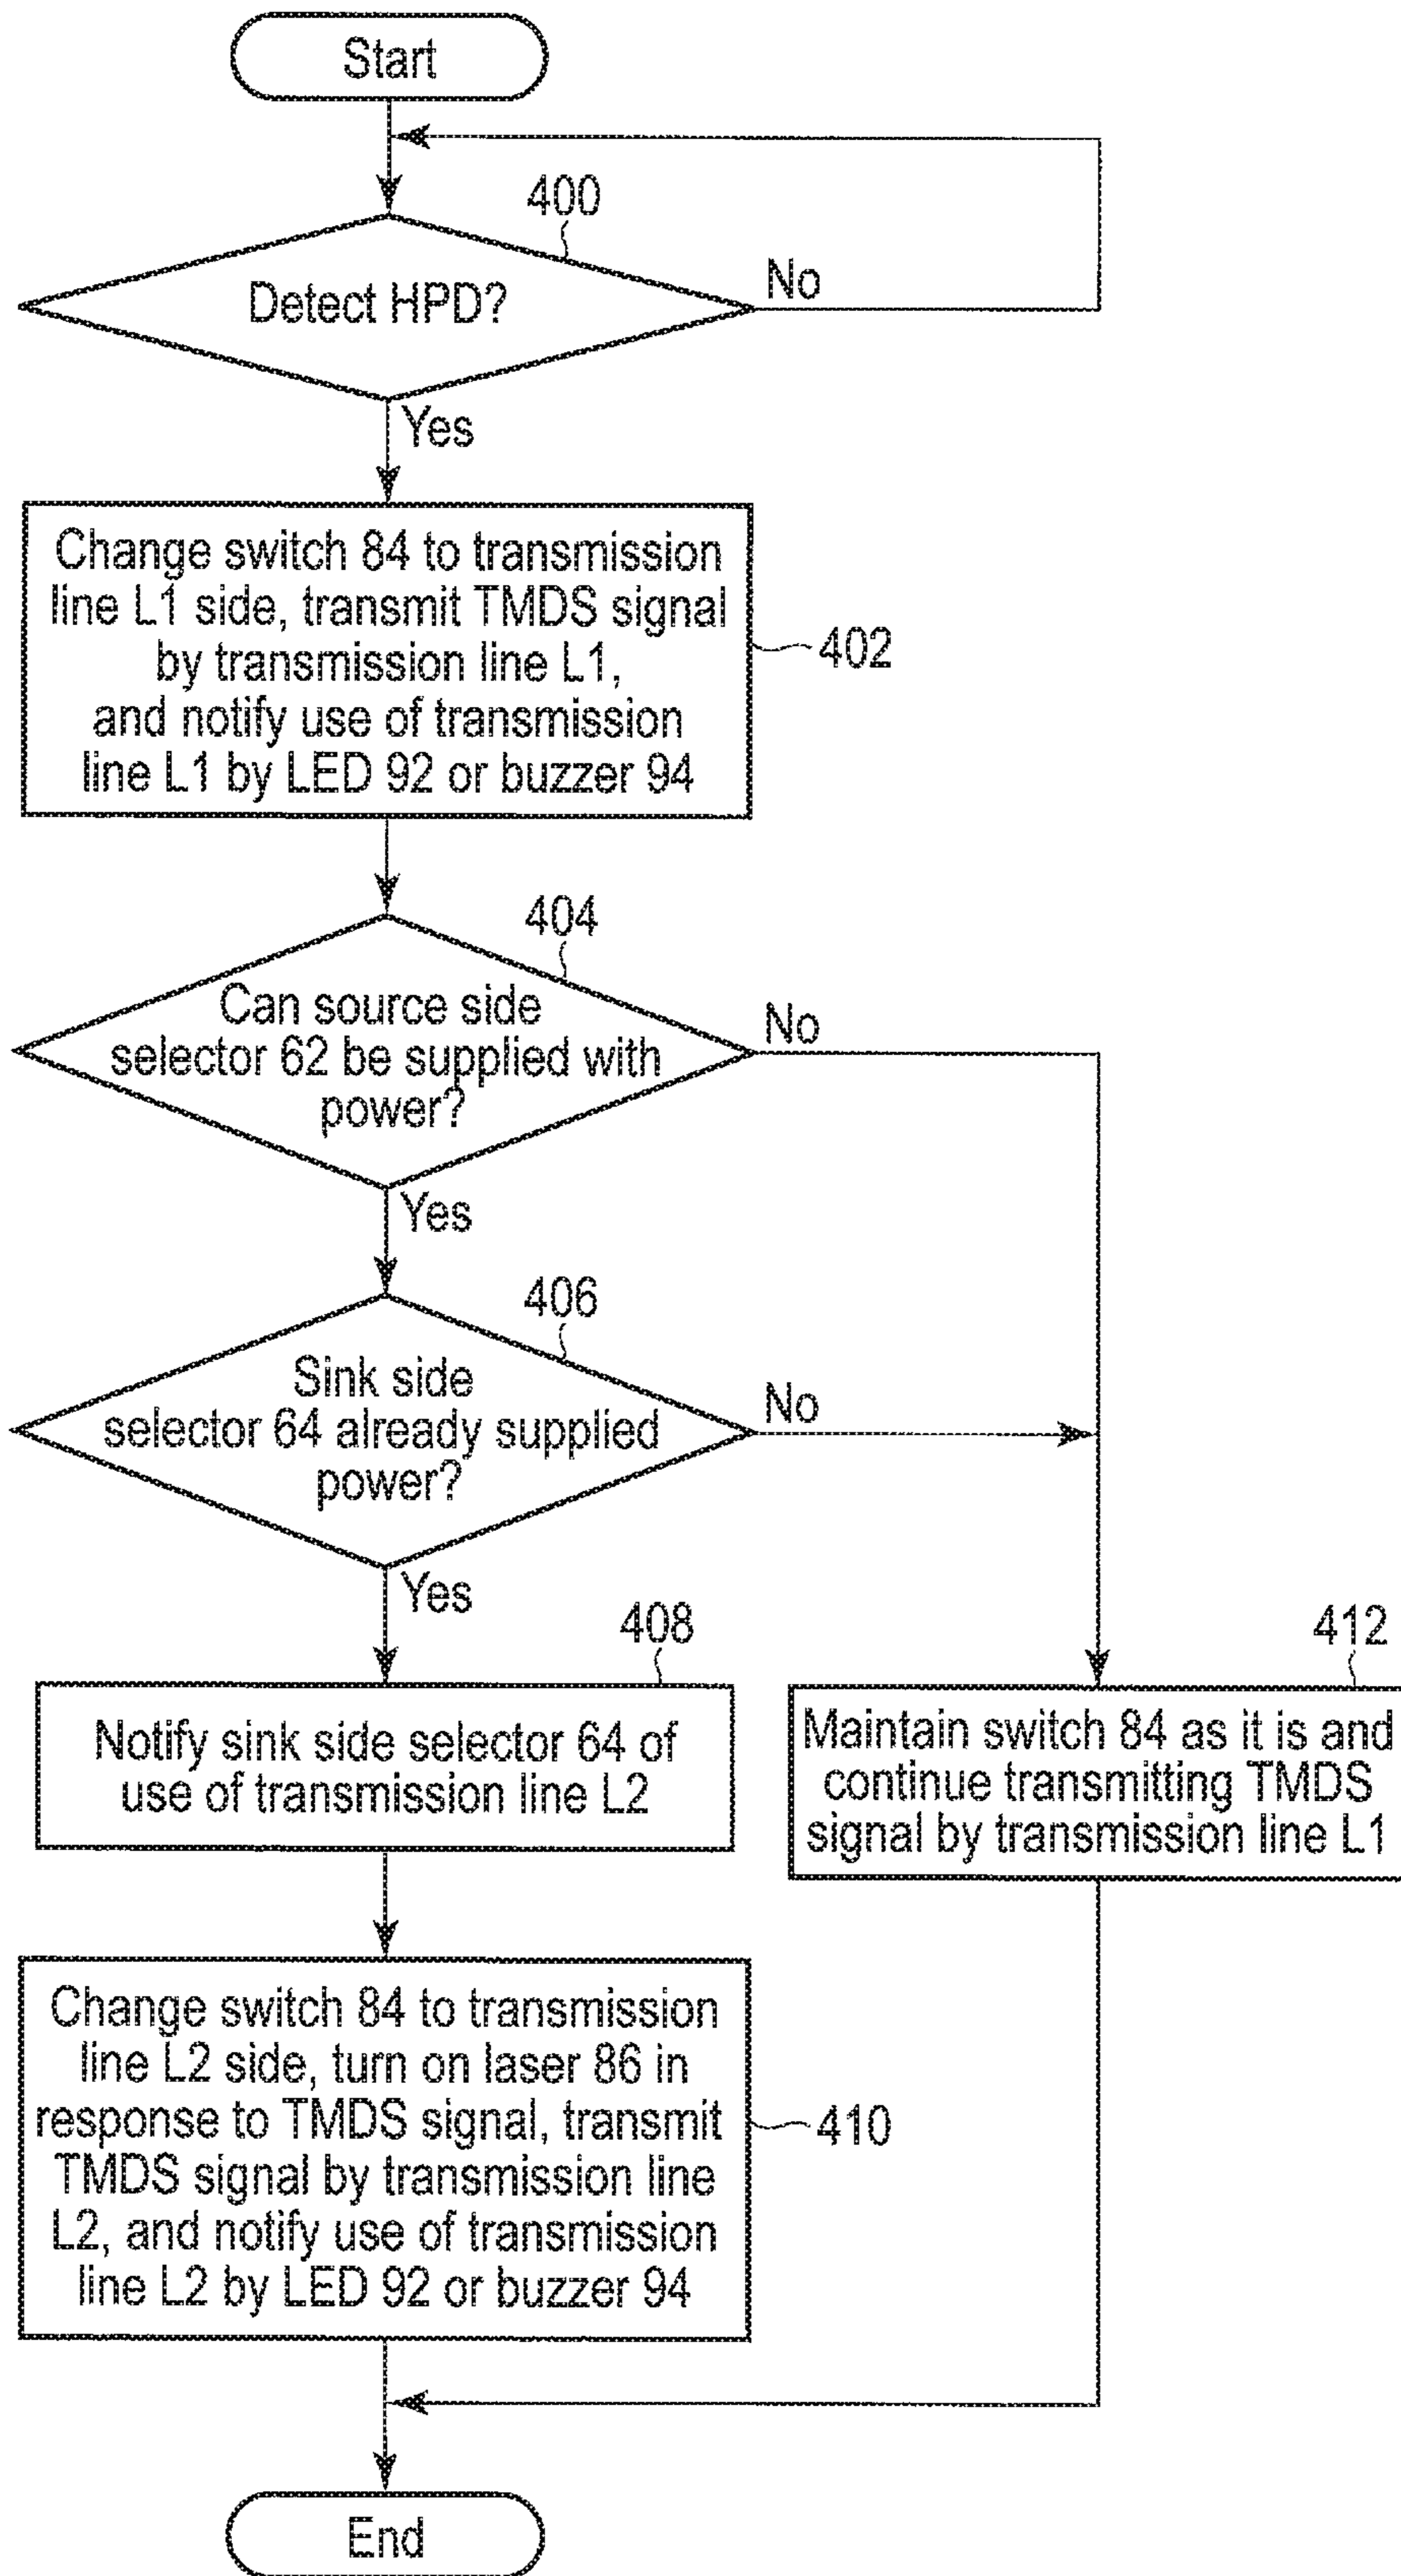 Start
400
Detect HPD?
No
Yes
Change switch 84 to transmission
line L1 side, transmit TMDS signal
by transmission line L1,
and notify use of transmission
line L1 by LED 92 or buzzer 94
402
404
Can source side
selector 62 be supplied with
power?
No
Yes
406
Sink side
selector 64 already supplied
power?
No
Yes
408
Notify sink side selector 64 of
use of transmission line L2
412
Maintain switch 84 as it is and
continue transmitting TMDS
signal by transmission line L1
Change switch 84 to transmission
line L2 side, turn on laser 86 in
response to TMDS signal, transmit
TMDS signal by transmission line
L2, and notify use of transmission
line L2 by LED 92 or buzzer 94
410
End